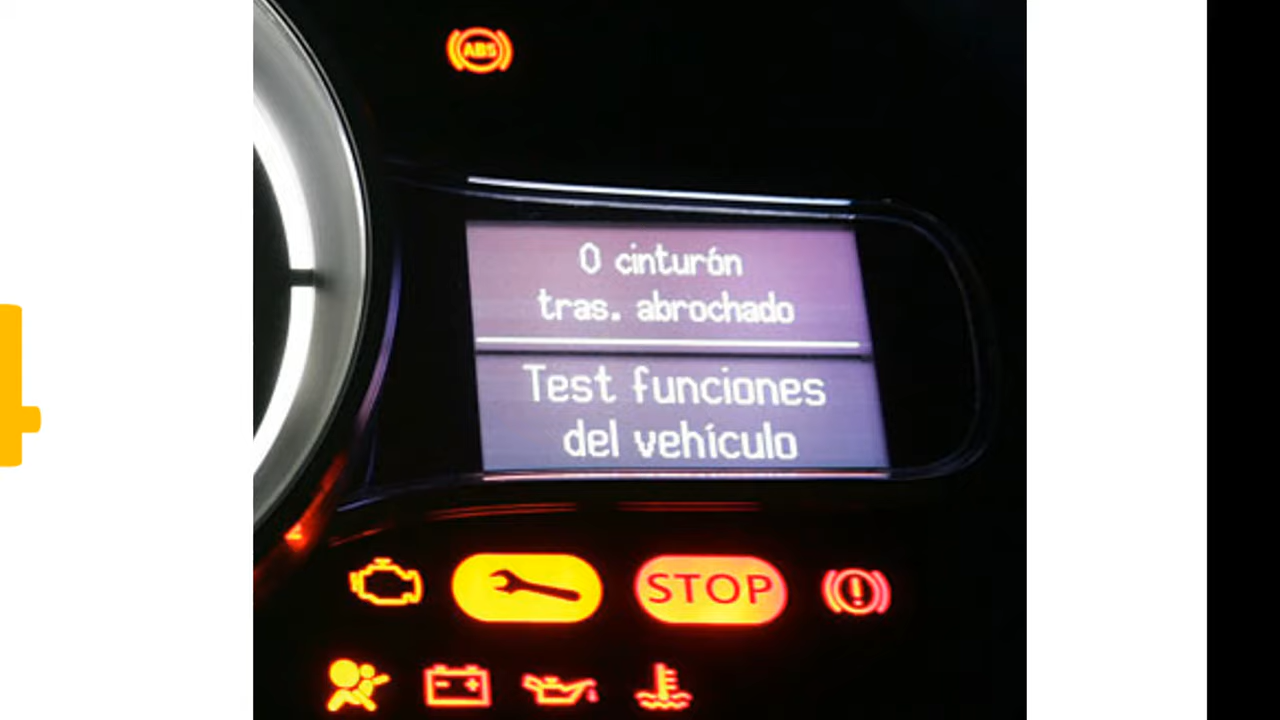 ABS
0 cinturón
tras. abrochado
Test funciones
del vehículo
STOP